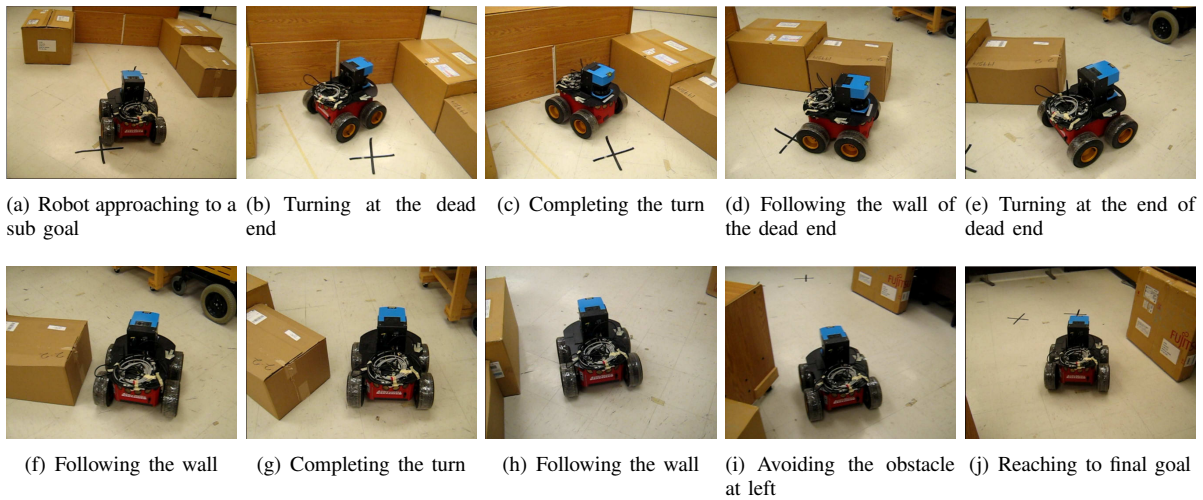 (a) Robot approaching to a
sub goal
(b) Turning at the dead
end
(c) Completing the turn
(d) Following the wall of
the dead end
(e) Turning at the end of
dead end
FUJITSU
(f) Following the wall
(g) Completing the turn
(h) Following the wall
(i) Avoiding the obstacle
at left
(j) Reaching to final goal